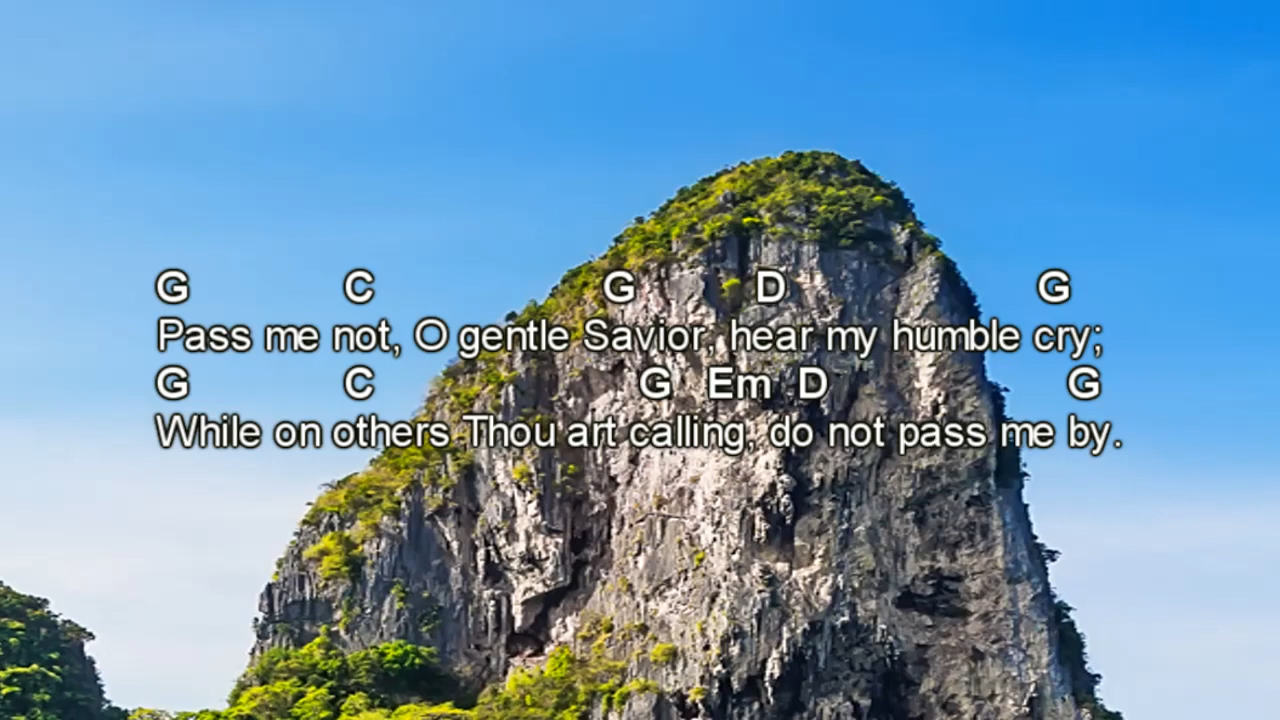 G C G D G
Pass me not, O gentle Savior, hear my humble cry;
G C G Em D G
While on others Thou art calling, do not pass me by.